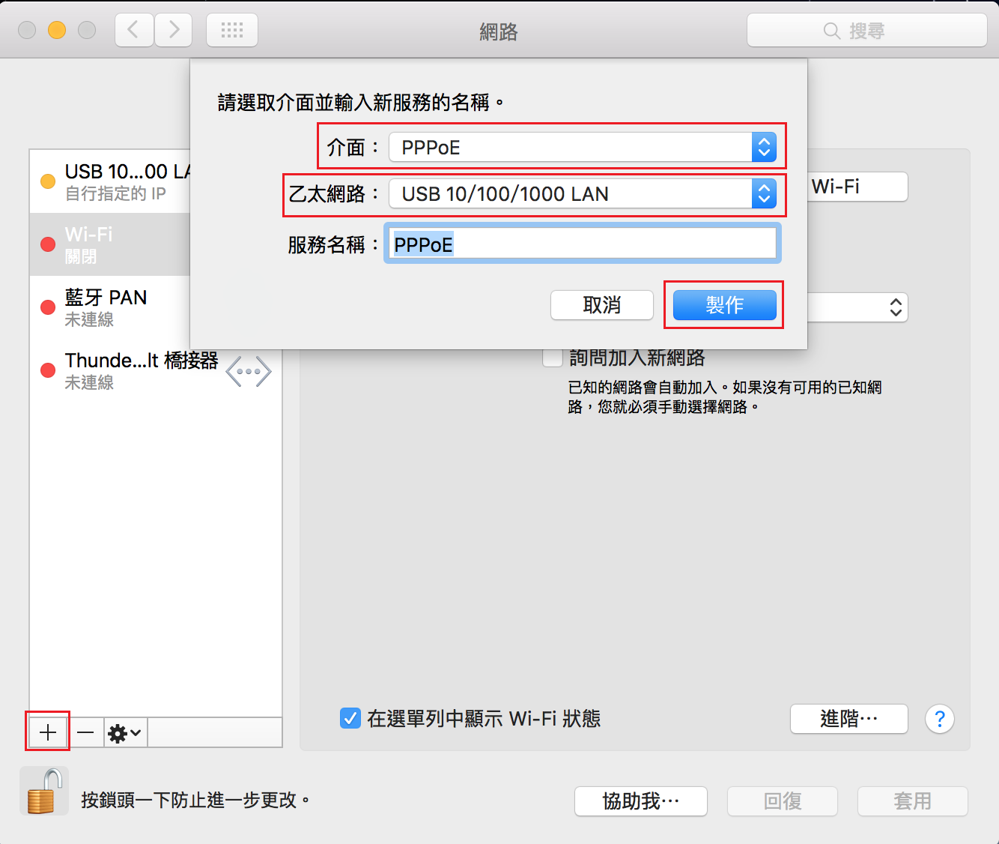 網路
搜尋
請選取介面並輸入新服務的名稱。
介面： PPPoE
乙太網路： USB 10/100/1000 LAN
服務名稱： PPPoE
取消
製作
USB 10...00 LA
自行指定的 IP
Wi-Fi
關閉
藍牙 PAN
未連線
Thunde...lt 橋接器
未連線
Wi-Fi
詢問加入新網路
已知的網路會自動加入。如果沒有可用的已知網
路，您就必須手動選擇網路。
在選單列中顯示 Wi-Fi 狀態
進階⋯
?
按鎖頭一下防止進一步更改。
協助我⋯
回復
套用